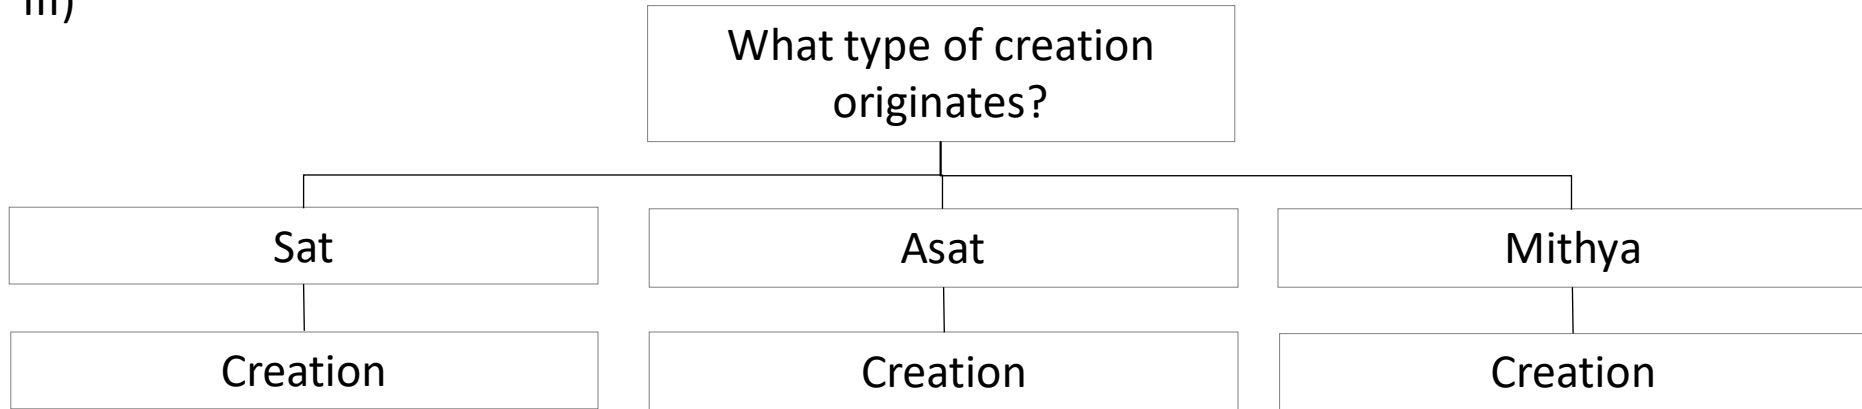 iii)
What type of creation
originates?
Sat
Asat
Mithya
Creation
Creation
Creation